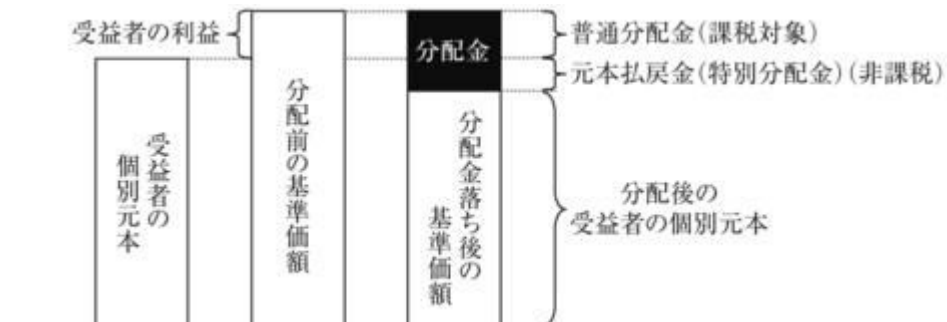 受益者の利益
普通分配金(課税対象)
分配金
元本払戻金(特別分配金)(非課税)
受益者の
個別元本
分配前の基準価額
分配金落ち後の
基準価額
分配後の
受益者の個別元本